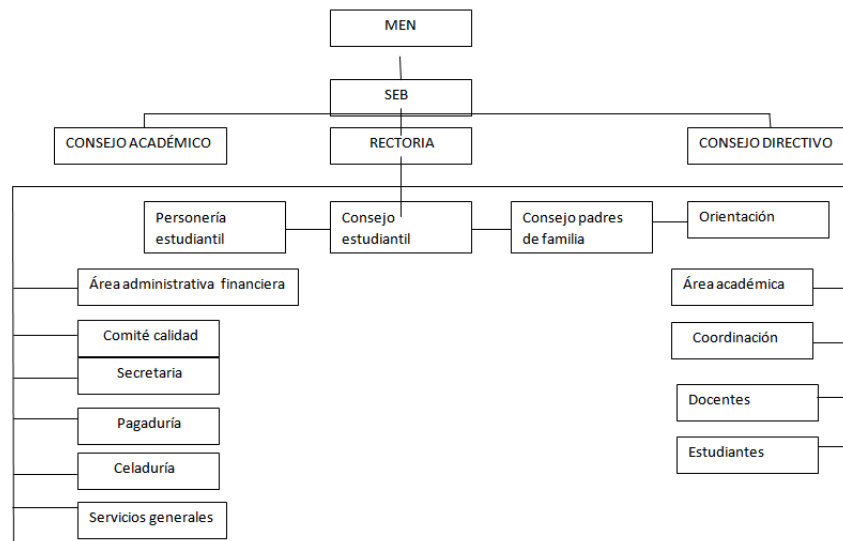 MEN
SEB
CONSEJO ACADÉMICO
RECTORIA
CONSEJO DIRECTIVO
Personería
estudiantil
Consejo
estudiantil
Consejo padres
de familia
Orientación
Área administrativa financiera
Área académica
Comité calidad
Coordinación
Secretaria
Docentes
Pagaduría
Estudiantes
Celaduría
Servicios generales